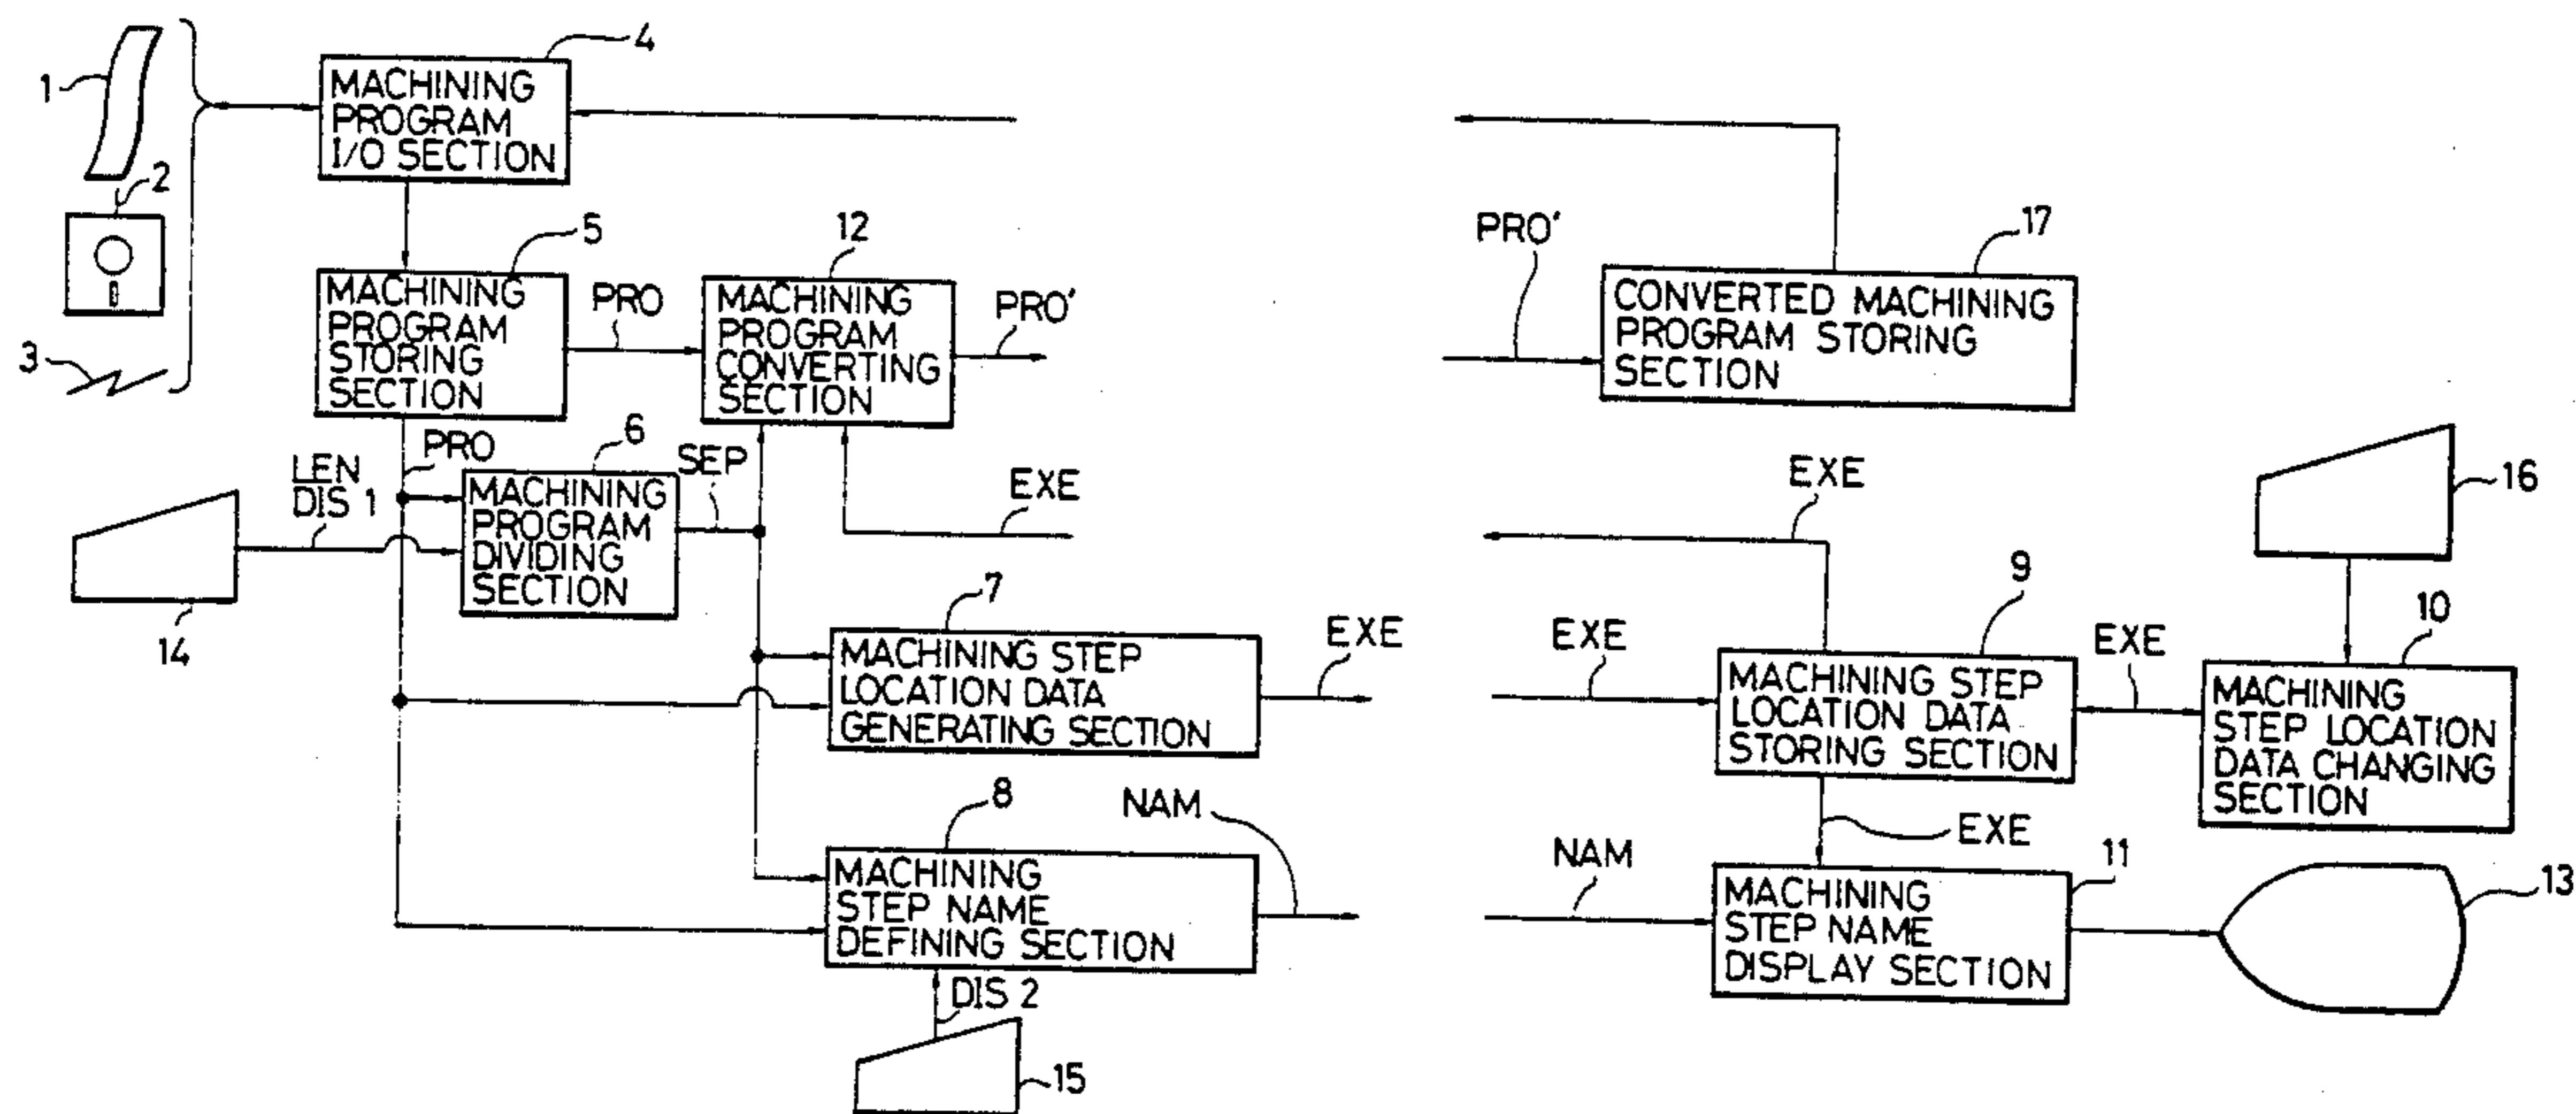 1
2
3
4
MACHINING
PROGRAM
I/O SECTION
5
MACHINING
PROGRAM
STORING
SECTION
PRO
12
MACHINING
PROGRAM
CONVERTING
SECTION
PRO'
PRO'
17
CONVERTED MACHINING
PROGRAM STORING
SECTION
PRO
LEN
DIS 1
14
6
MACHINING
PROGRAM
DIVIDING
SECTION
SEP
EXE
EXE
16
7
MACHINING STEP
LOCATION DATA
GENERATING SECTION
EXE
EXE
9
MACHINING STEP
LOCATION DATA
STORING SECTION
EXE
10
MACHINING
STEP LOCATION
DATA CHANGING
SECTION
8
MACHINING
STEP NAME
DEFINING SECTION
NAM
NAM
EXE
11
MACHINING
STEP NAME
DISPLAY SECTION
13
DIS 2
15